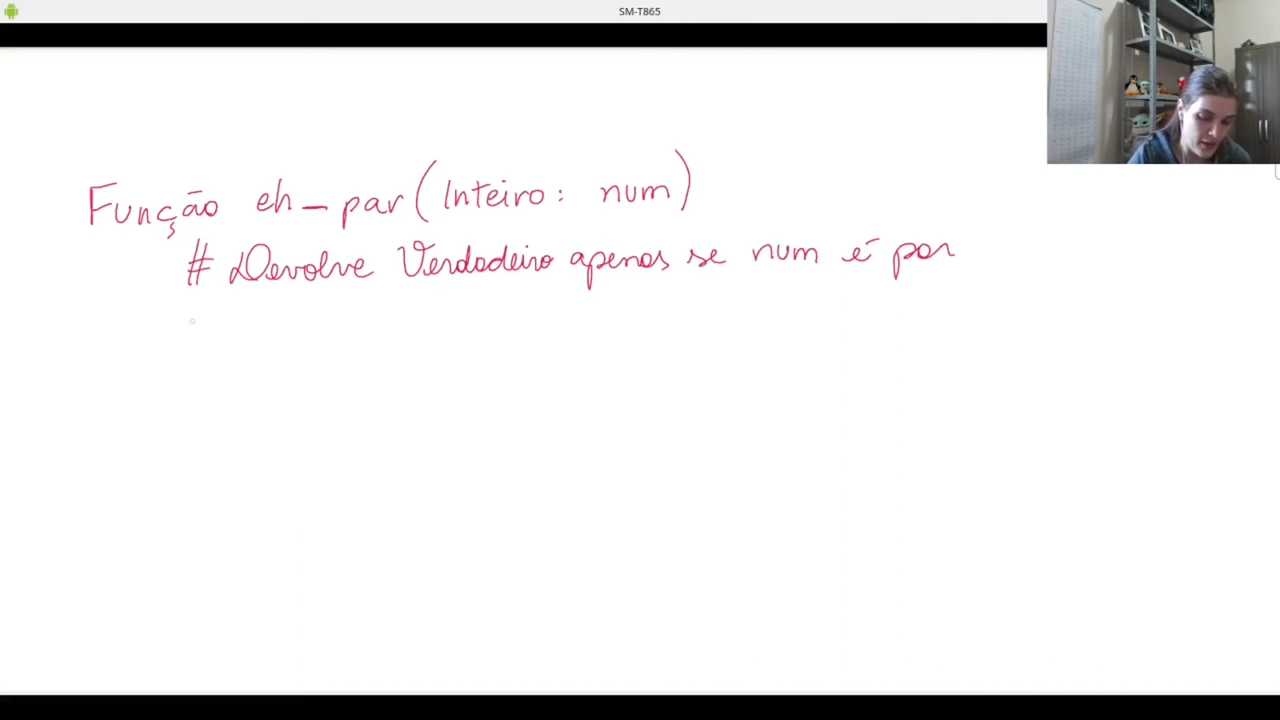 SM-T865
Função eh_par(Inteiro: num)
# Devolve Verdadeiro apenas se num é par